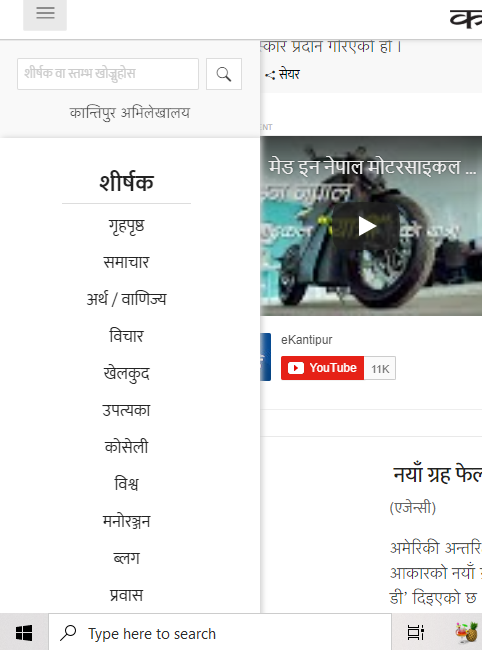 क
शीर्षक वा स्तम्भ खोज्नुहोस
कान्तिपुर अभिलेखालय
शीर्षक
गृहपृष्ठ
समाचार
अर्थ / वाणिज्य
विचार
खेलकुद
उपत्यका
कोसेली
विश्व
मनोरञ्जन
ब्लग
प्रवास
स्कार प्रदान गरिएको हो ।
सेयर
ENT
मेड इन नेपाल मोटरसाइकल ...
eKantipur
YouTube
11K
नयाँ ग्रह फेल
(एजेन्सी)
अमेरिकी अन्तरि
आकारको नयाँ
डी' दिइएको छ
Type here to search